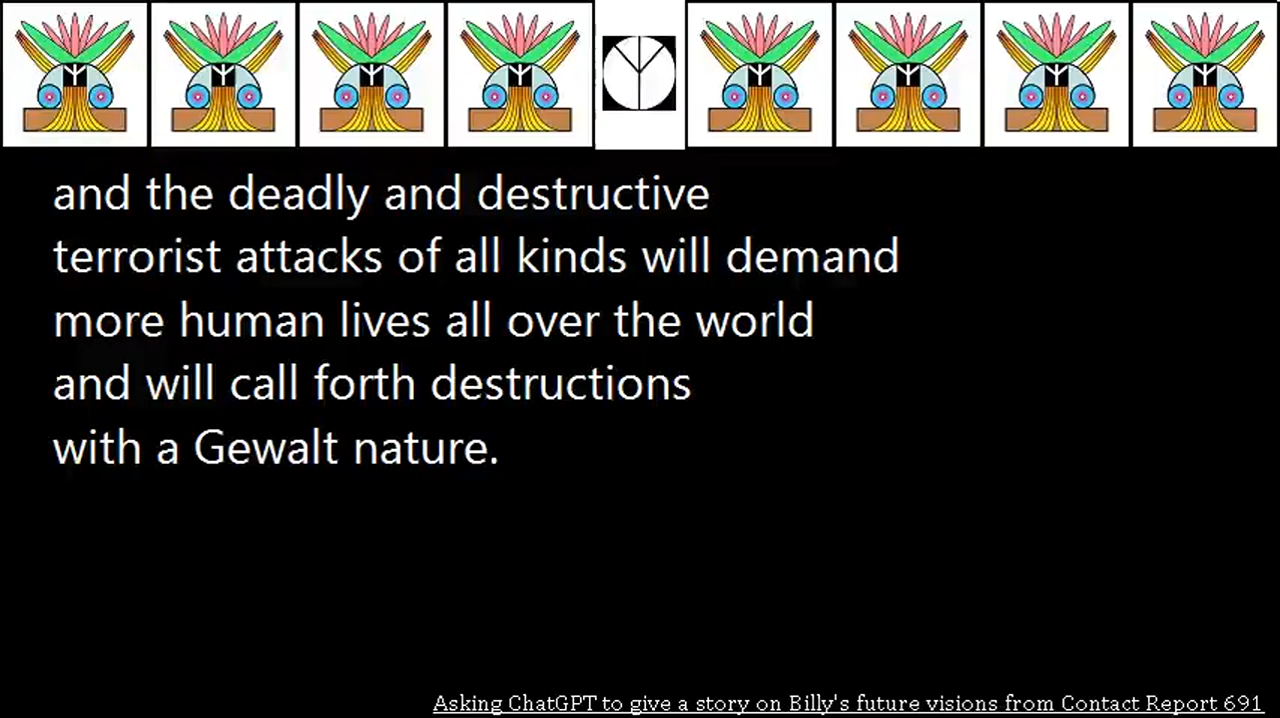 and the deadly and destructive
terrorist attacks of all kinds will demand
more human lives all over the world
and will call forth destructions
with a Gewalt nature.
Asking ChatGPT to give a story on Billy's future visions from Contact Report 691